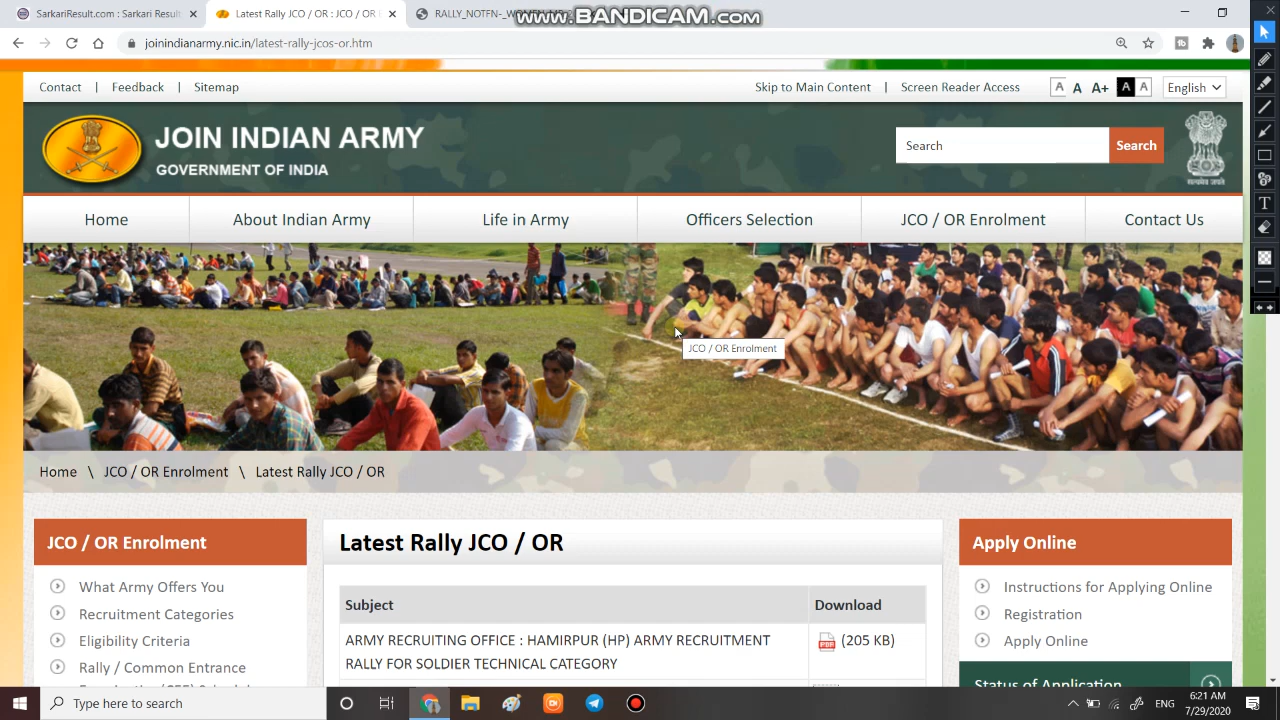 SarkariResult.com : Sarkari Result
Latest Rally JCO / OR : JCO / OR
RALLY_NOTFN-_WOMEN
www.BANDICAM.com
joinindianarmy.nic.in/latest-rally-jcos-or.htm
Contact | Feedback | Sitemap
Skip to Main Content | Screen Reader Access
A A A+ A A English
JOIN INDIAN ARMY
GOVERNMENT OF INDIA
Search Search
सत्यमेव जयते
Home About Indian Army Life in Army Officers Selection JCO / OR Enrolment Contact Us
JCO / OR Enrolment
Home \ JCO / OR Enrolment \ Latest Rally JCO / OR
JCO / OR Enrolment
What Army Offers You
Recruitment Categories
Eligibility Criteria
Rally / Common Entrance
Latest Rally JCO / OR
Subject Download
ARMY RECRUITING OFFICE : HAMIRPUR (HP) ARMY RECRUITMENT
RALLY FOR SOLDIER TECHNICAL CATEGORY
(205 KB)
Apply Online
Instructions for Applying Online
Registration
Apply Online
Status of Application
Type here to search
6:21 AM
7/29/2020